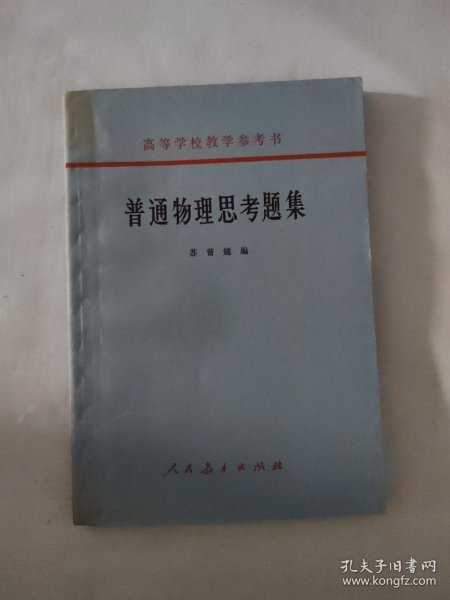 高等学校教学参考书
普通物理思考题集
苏曾燧编
人民教育出版社
孔夫子旧书网
www.kongfz.com